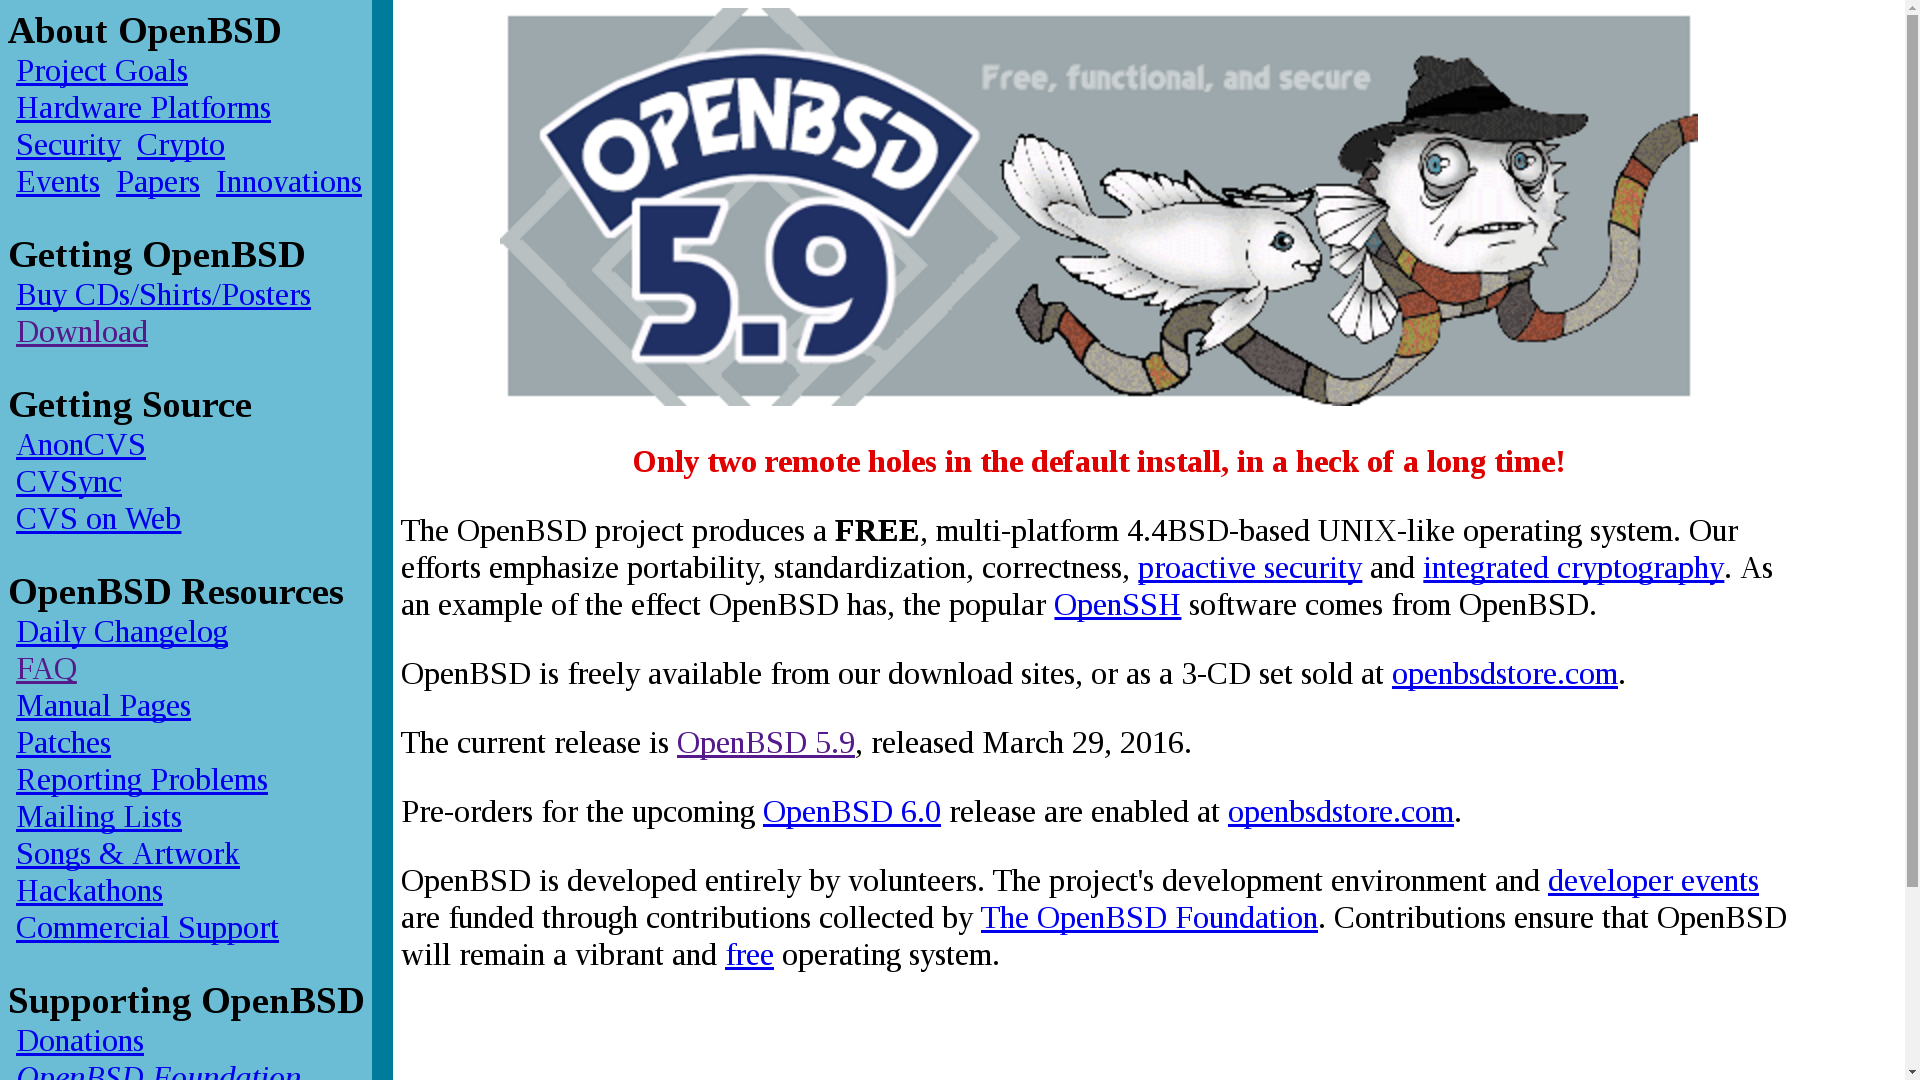 About OpenBSD
Project Goals
Hardware Platforms
Security Crypto
Events Papers Innovations
Getting OpenBSD
Buy CDs/Shirts/Posters
Download
Getting Source
AnonCVS
CVSync
CVS on Web
OpenBSD Resources
Daily Changelog
FAQ
Manual Pages
Patches
Reporting Problems
Mailing Lists
Songs & Artwork
Hackathons
Commercial Support
Supporting OpenBSD
Donations
OpenBSD Foundation
OPENBSD
5.9
Free, functional, and secure
Only two remote holes in the default install, in a heck of a long time!
The OpenBSD project produces a FREE, multi-platform 4.4BSD-based UNIX-like operating system. Our
efforts emphasize portability, standardization, correctness, proactive security and integrated cryptography. As
an example of the effect OpenBSD has, the popular OpenSSH software comes from OpenBSD.
OpenBSD is freely available from our download sites, or as a 3-CD set sold at openbsdstore.com.
The current release is OpenBSD 5.9, released March 29, 2016.
Pre-orders for the upcoming OpenBSD 6.0 release are enabled at openbsdstore.com.
OpenBSD is developed entirely by volunteers. The project's development environment and developer events
are funded through contributions collected by The OpenBSD Foundation. Contributions ensure that OpenBSD
will remain a vibrant and free operating system.